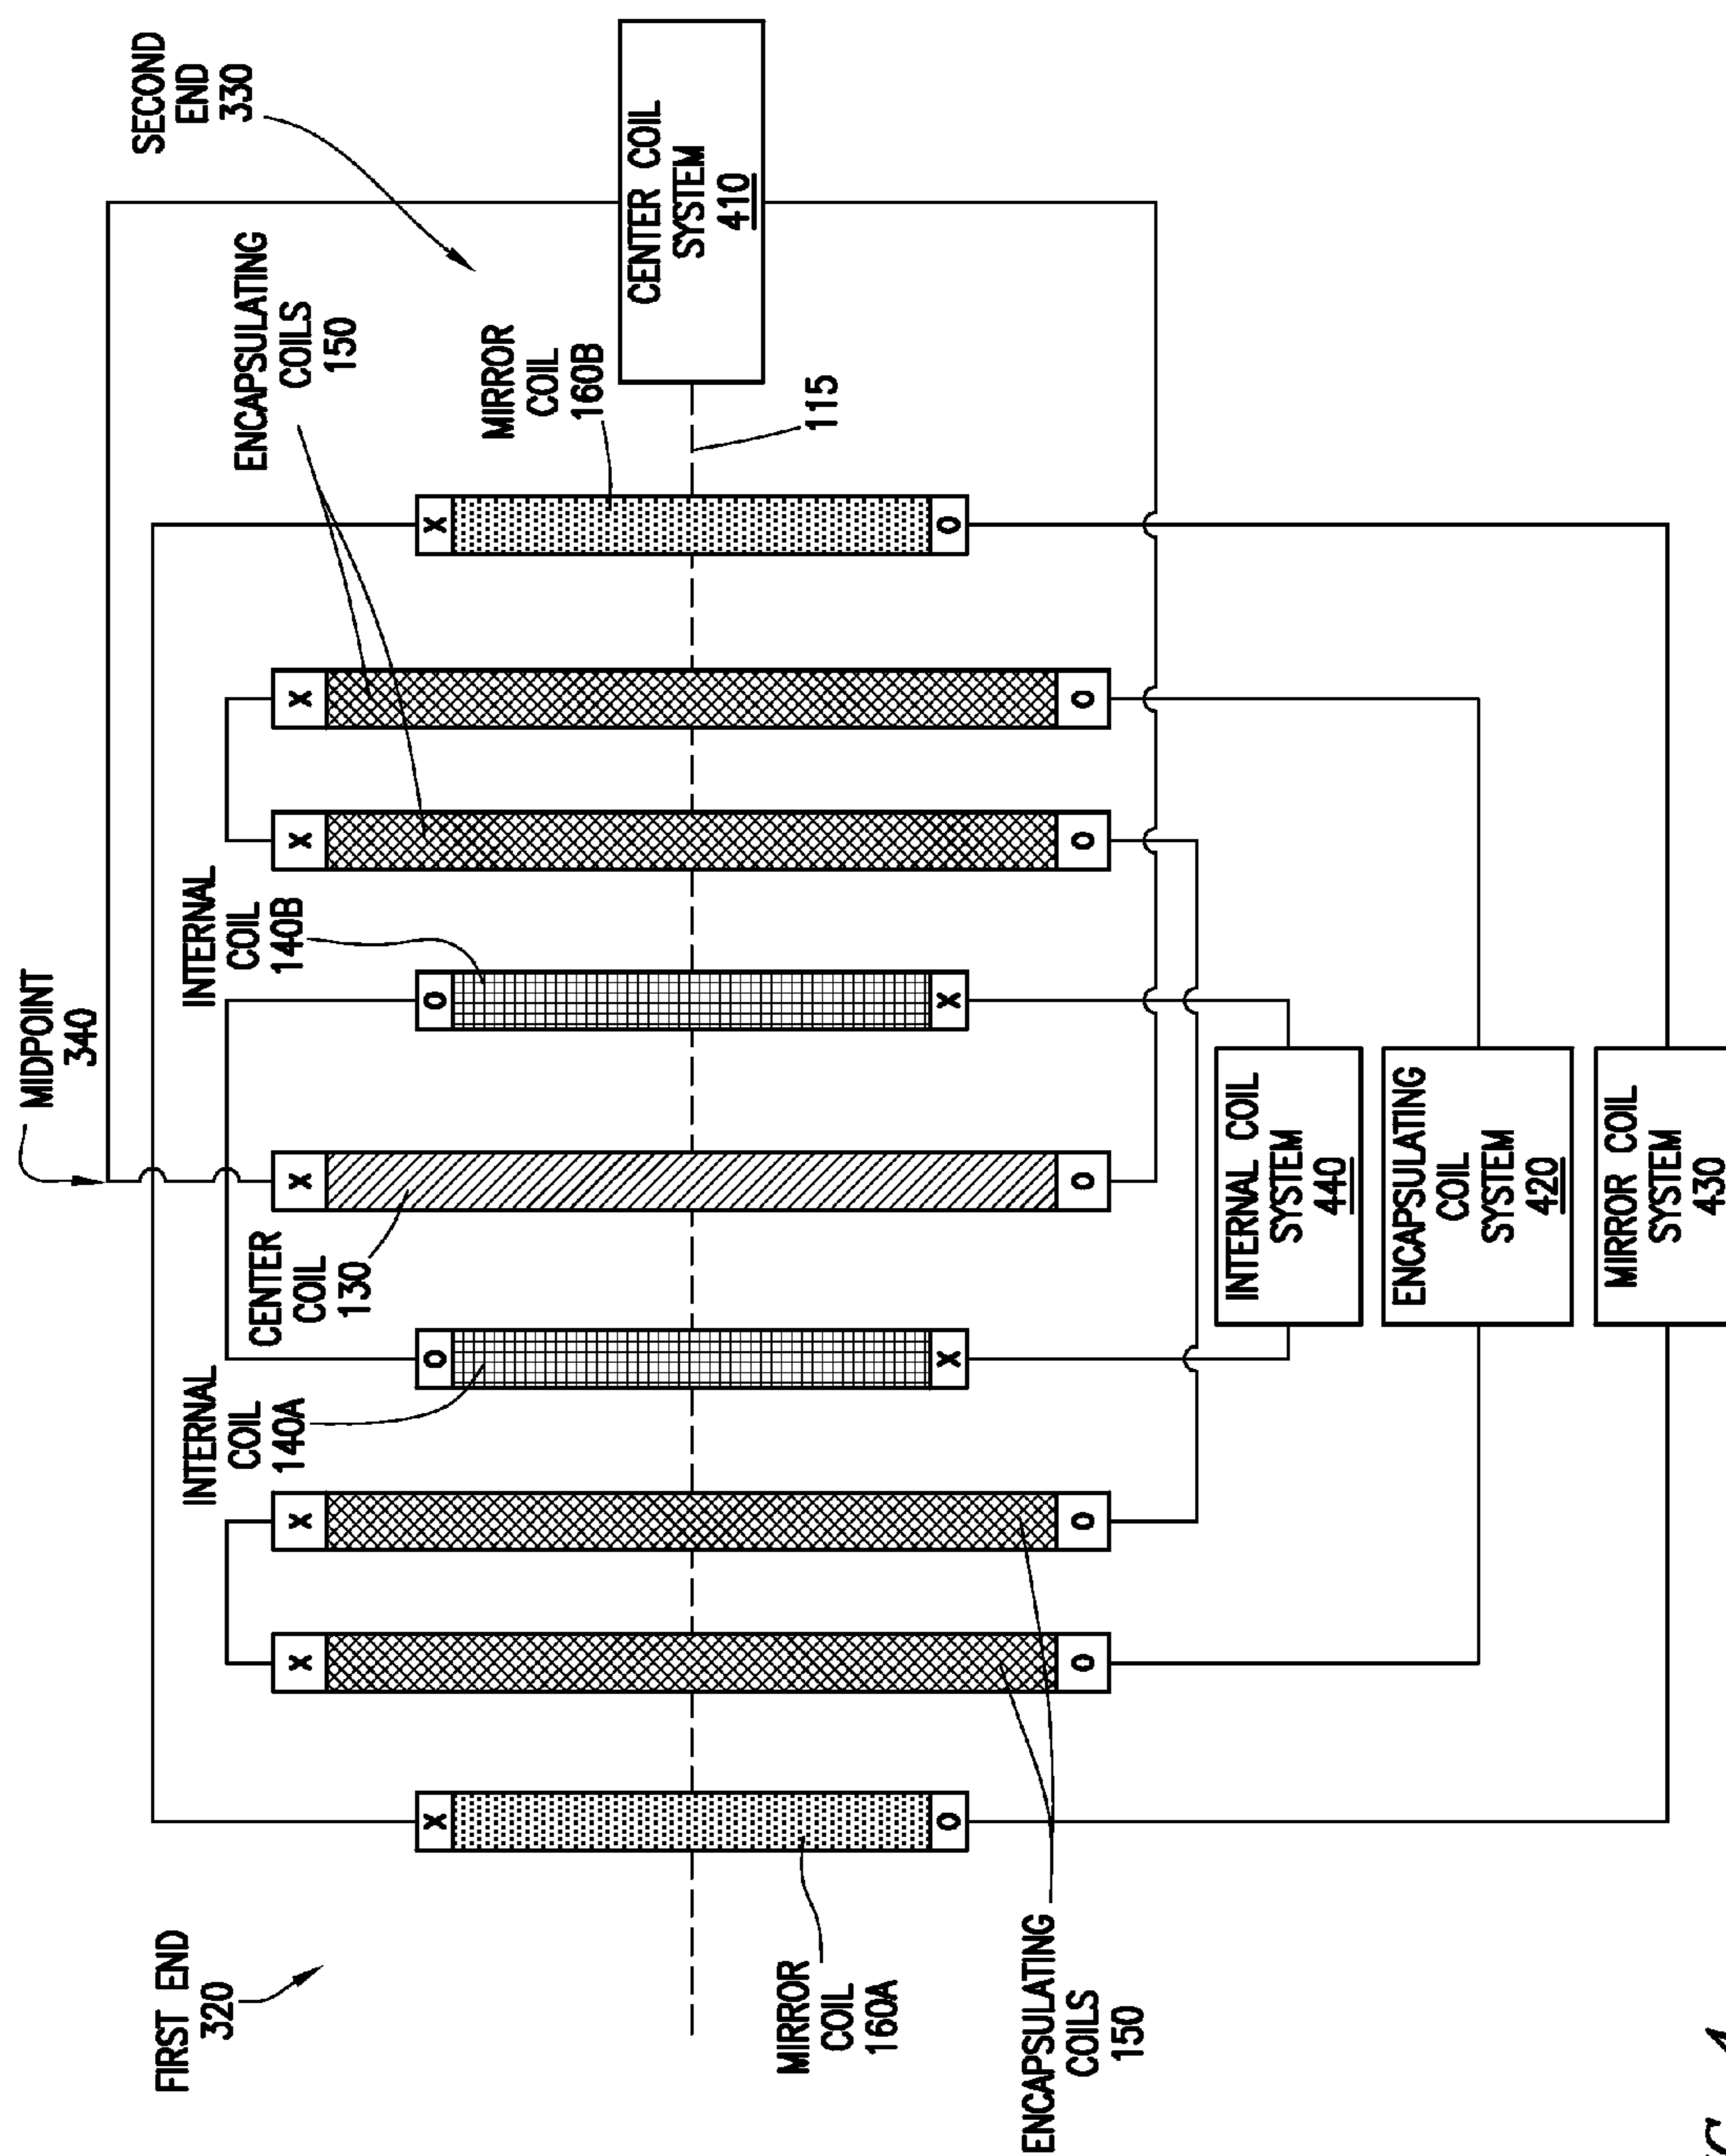 MIDPOINT
340
FIRST END
320
SECOND
END
330
INTERNAL
COIL
140A
INTERNAL
COIL
140B
ENCAPSULATING
COILS
150
CENTER
COIL
130
X
X
X
X
X
X
O
O
X
MIRROR
COIL
160B
CENTER COIL
SYSTEM
410
115
MIRROR
COIL
160A
O
X
X
O
O
O
O
O
O
ENCAPSULATING
COILS
150
INTERNAL COIL
SYSTEM
440
ENCAPSULATING
COIL
SYSTEM
420
MIRROR COIL
SYSTEM
430